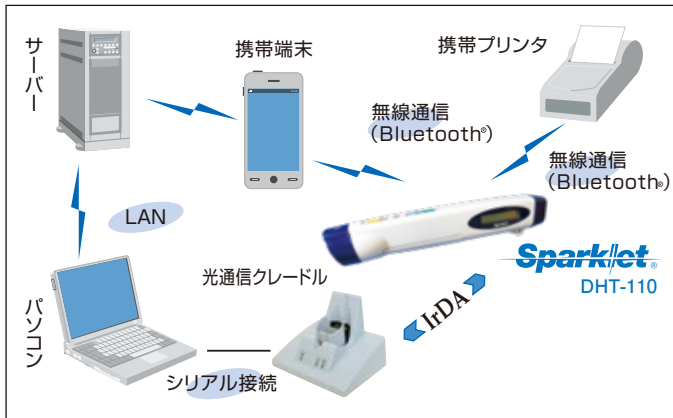 サーバー
携帯端末
携帯プリンタ
無線通信
(Bluetooth®)
無線通信
(Bluetooth®)
LAN
Sparklet®
DHT-110
光通信クレードル
IrDA
パソコン
シリアル接続